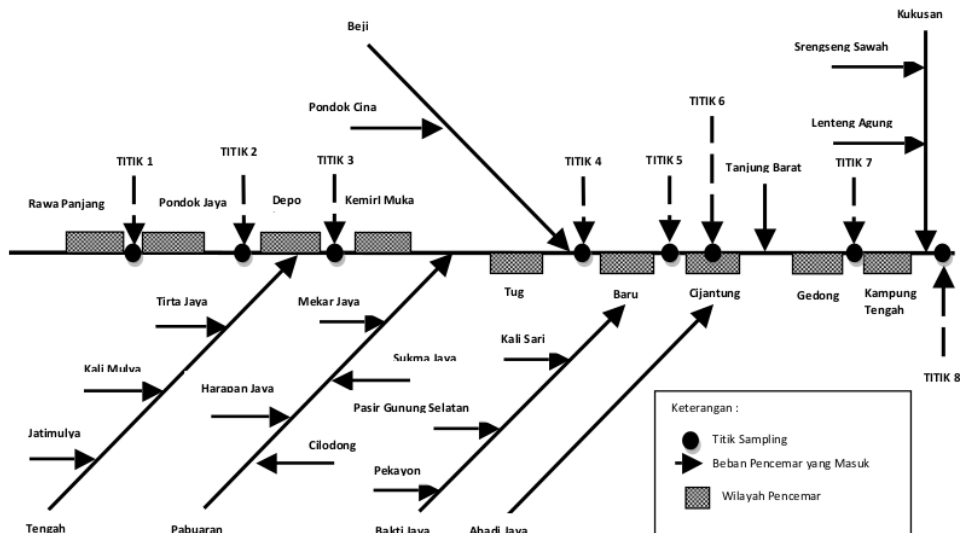 Beji
Kukusan
Srengseng Sawah
Pondok Cina
TITIK 6
Lenteng Agung
TITIK 1
TITIK 2
TITIK 3
TITIK 4
TITIK 5
Tanjung Barat
TITIK 7
Rawa Panjang
Pondok Jaya
Depo
Kemiri Muka
Tug
Baru
Cijantung
Gedong
Kampung
Tengah
Tirta Jaya
Mekar Jaya
Kali Sari
Kali Mulya
Sukma Jaya
TITIK 8
Harapan Jaya
Pasir Gunung Selatan
Keterangan :
Jatimulya
Cilodong
Titik Sampling
Pekayon
Beban Pencemar yang Masuk
Wilayah Pencemar
Tengah
Pabuaran
Bakti Jaya
Abadi Jaya